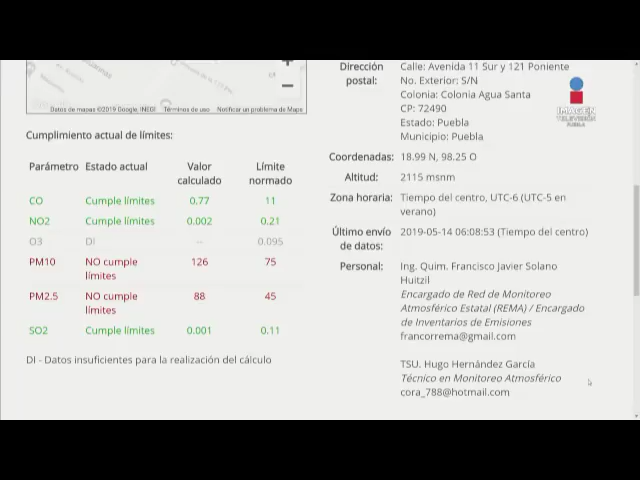 Datos de mapas ©2019 Google, INEGI Términos de uso Notificar un problema de Maps
Cumplimiento actual de límites:
Parámetro Estado actual Valor calculado Límite normado
CO Cumple límites 0.77 11
NO2 Cumple límites 0.002 0.21
O3 DI -- 0.095
PM10 NO cumple límites 126 75
PM2.5 NO cumple límites 88 45
SO2 Cumple límites 0.001 0.11
DI - Datos insuficientes para la realización del cálculo
Dirección postal: Calle: Avenida 11 Sur y 121 Poniente
No. Exterior: S/N
Colonia: Colonia Agua Santa
CP: 72490
Estado: Puebla
Municipio: Puebla
Coordenadas: 18.99 N, 98.25 O
Altitud: 2115 msnm
Zona horaria: Tiempo del centro, UTC-6 (UTC-5 en
verano)
Último envío de datos: 2019-05-14 06:08:53 (Tiempo del centro)
Personal: Ing. Quim. Francisco Javier Solano
Huitzil
Encargado de Red de Monitoreo
Atmosférico Estatal (REMA) / Encargado
de Inventarios de Emisiones
francorrema@gmail.com
TSU. Hugo Hernández García
Técnico en Monitoreo Atmosférico
cora_788@hotmail.com
IMAGEN
TELEVISIÓN
PUEBLA